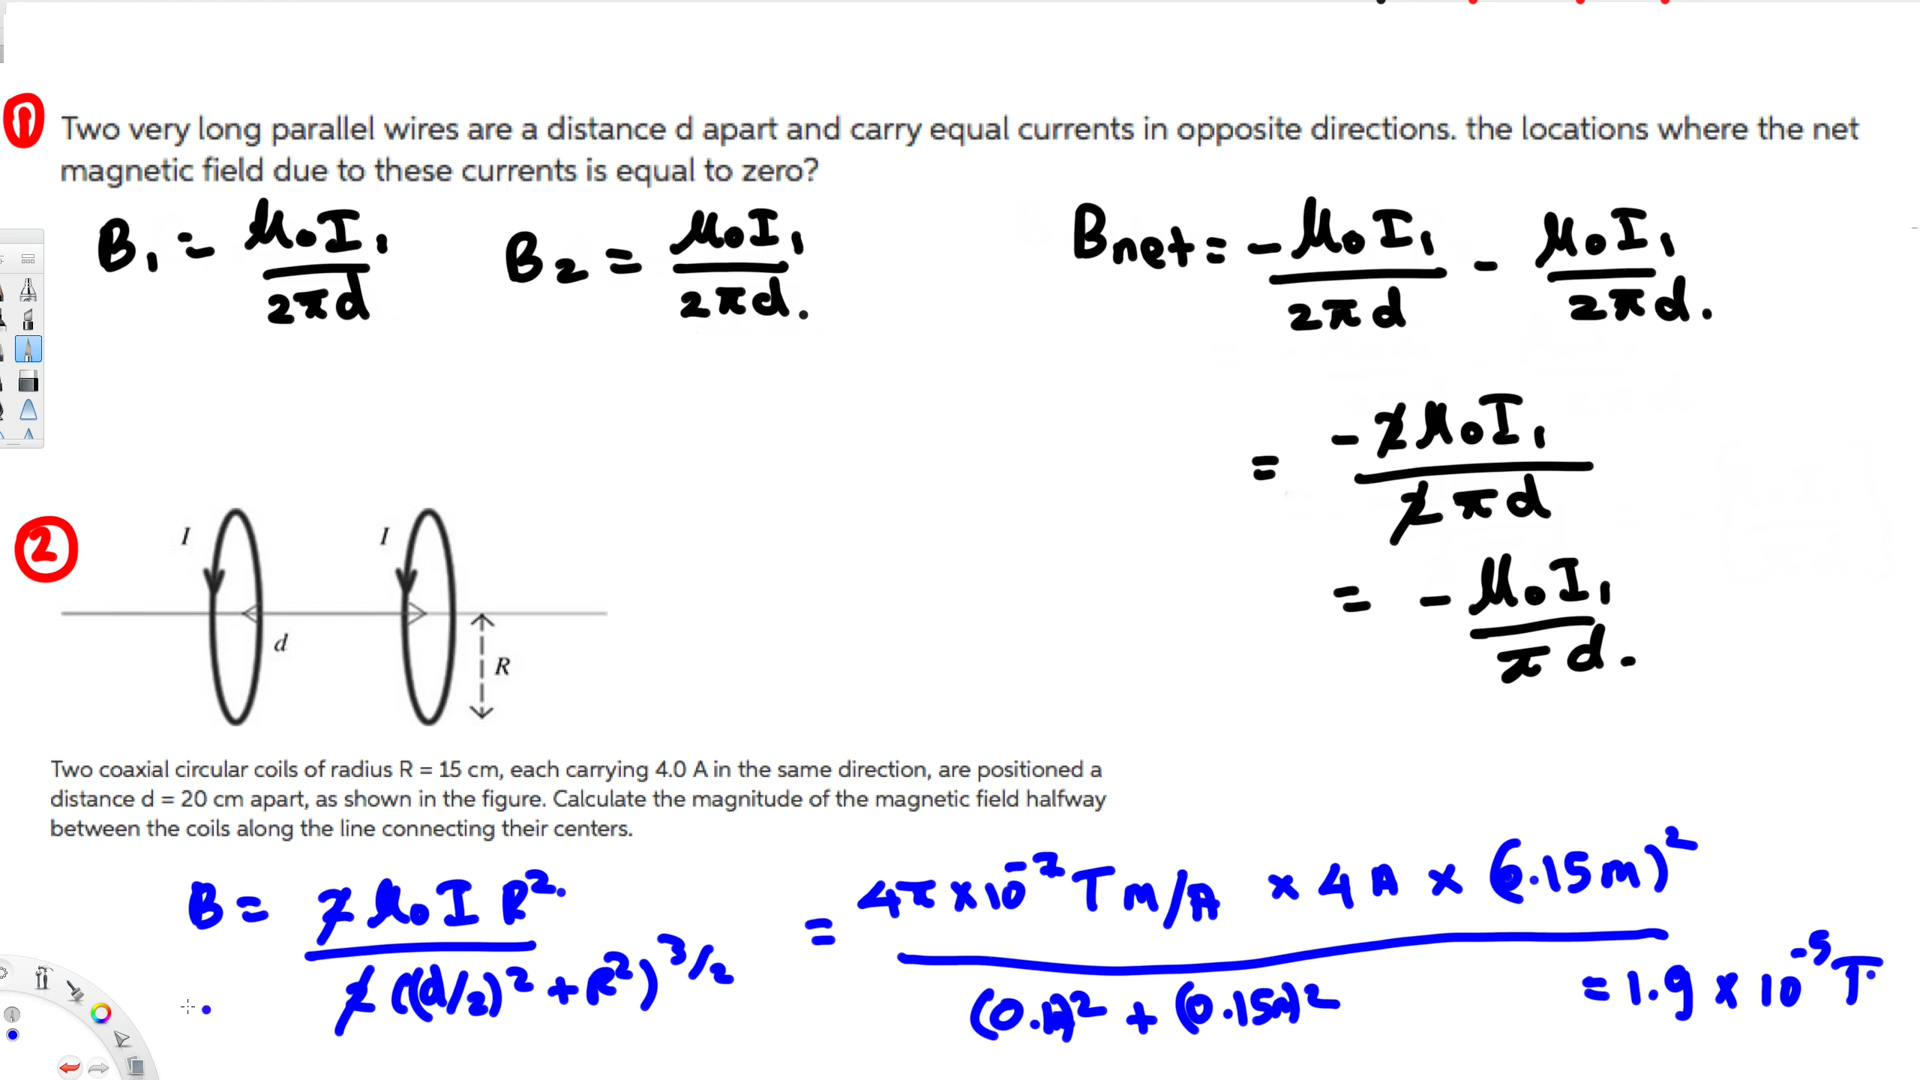 ① Two very long parallel wires are a distance d apart and carry equal currents in opposite directions. the locations where the net
magnetic field due to these currents is equal to zero?
B₁ = μ₀I₁ / 2πd    B₂ = μ₀I₁ / 2πd.    Bnet = - μ₀I₁ / 2πd - μ₀I₁ / 2πd.
= -2μ₀I₁ / 2πd
= - μ₀I₁ / πd.
②
I I
d
R
Two coaxial circular coils of radius R = 15 cm, each carrying 4.0 A in the same direction, are positioned a
distance d = 20 cm apart, as shown in the figure. Calculate the magnitude of the magnetic field halfway
between the coils along the line connecting their centers.
B = 2μ₀IR². / 2((d/2)² + R²)^3/2 = 4π×10⁻⁷ Tm/A × 4A × (0.15m)² / (0.1)² + (0.15m)² = 1.9 × 10⁻⁵ T.